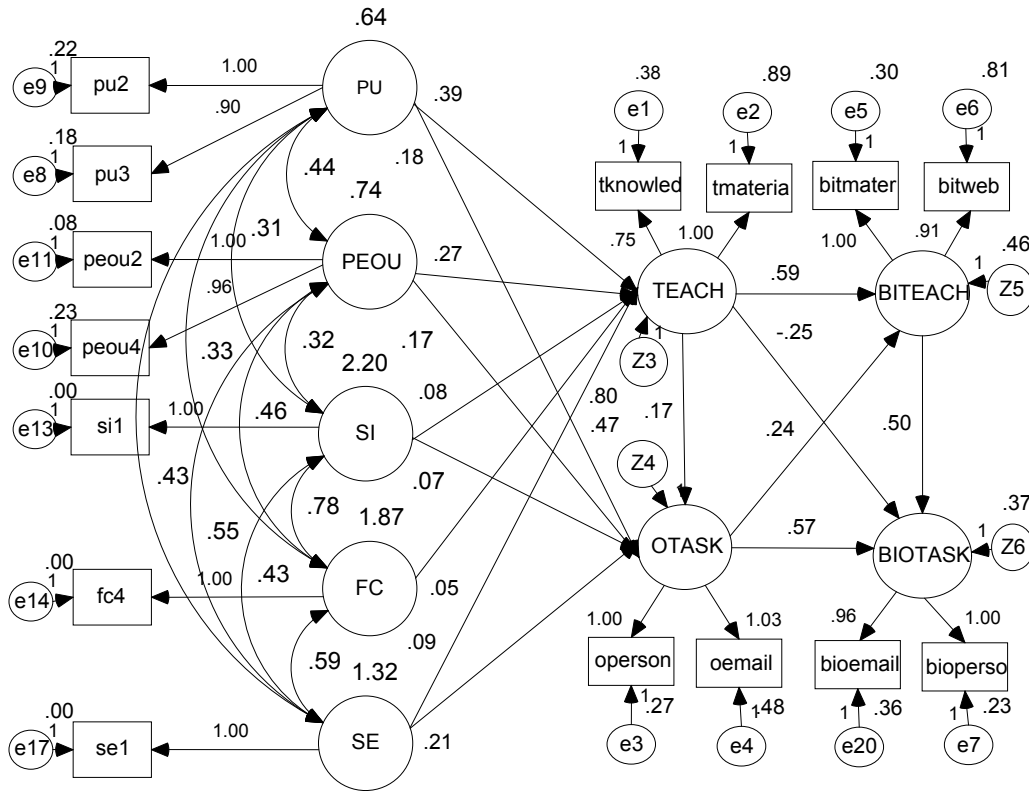 .64
.22
1
e9
pu2
1.00
PU
.39
.38
.89
.30
.81
e1
e2
e5
e6
.90
.18
1
e8
pu3
.18
1
1
1
1
tknowled
tmateria
bitmater
bitweb
.44
.74
.08
1
e11
peou2
1.00
.31
PEOU
.27
.75
1.00
1.00
.91
.46
TEACH
.59
BITEACH
1
Z5
.96
.23
1
e10
peou4
.33
.32
2.20
.17
1
Z3
-.25
.00
1
e13
si1
1.00
.46
SI
.08
.80
.47
.17
.24
.50
.43
.55
.78
1.87
.07
Z4
1
.37
OTASK
.57
BIOTASK
1
Z6
.00
1
e14
fc4
1.00
.43
FC
.05
.59
1.32
.09
1.00
1.03
.96
1.00
operson
oemail
bioemail
bioperso
.00
1
e17
se1
1.00
SE
.21
1
.27
1
.48
1
.36
1
.23
e3
e4
e20
e7